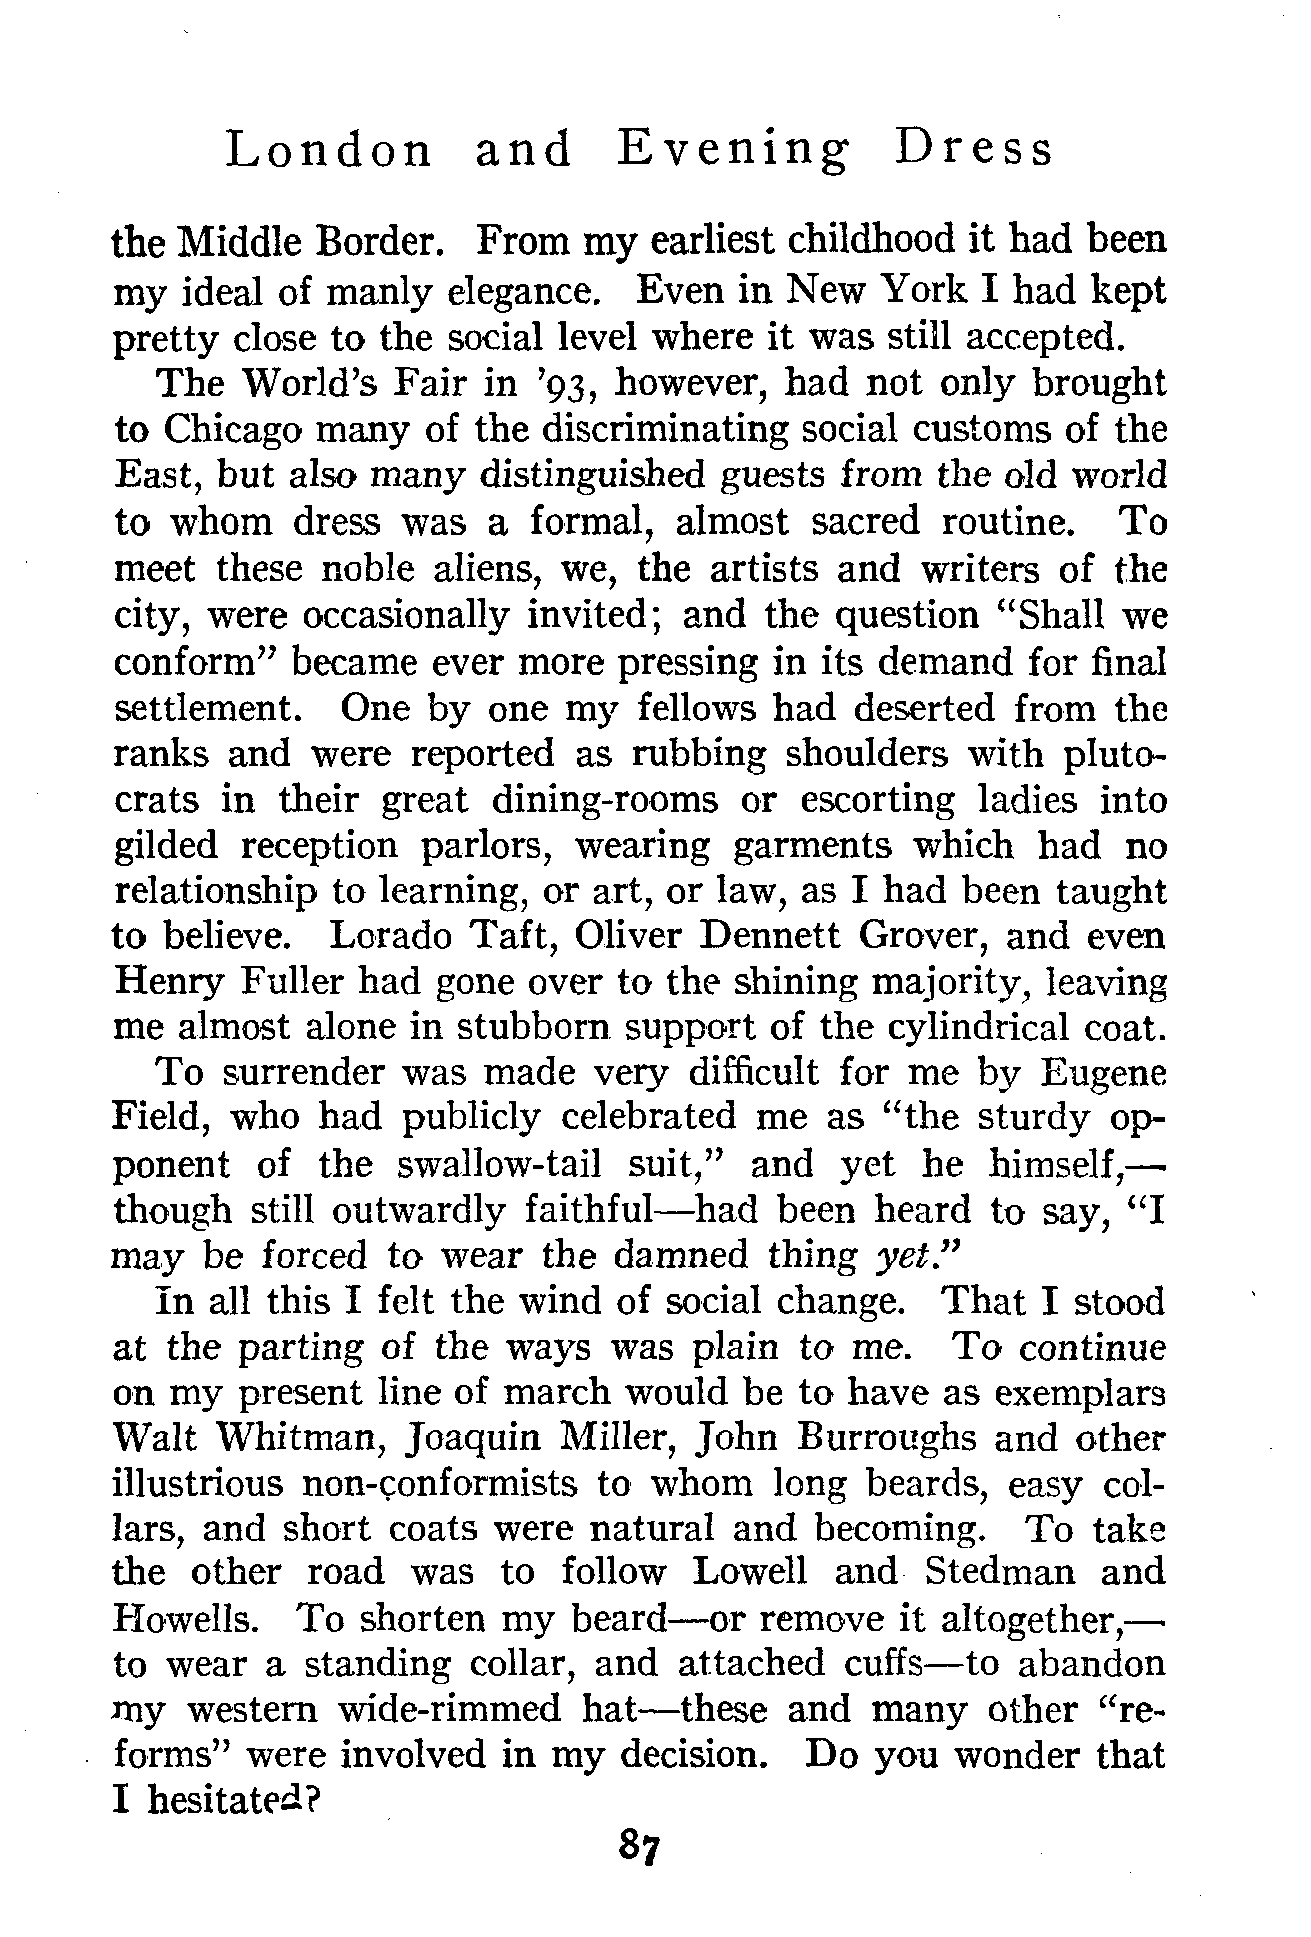 London and Evening Dress
the Middle Border. From my earliest childhood it had been
my ideal of manly elegance. Even in New York I had kept
pretty close to the social level where it was still accepted.
The World's Fair in '93, however, had not only brought
to Chicago many of the discriminating social customs of the
East, but also many distinguished guests from the old world
to whom dress was a formal, almost sacred routine. To
meet these noble aliens, we, the artists and writers of the
city, were occasionally invited; and the question "Shall we
conform" became ever more pressing in its demand for final
settlement. One by one my fellows had deserted from the
ranks and were reported as rubbing shoulders with pluto-
crats in their great dining-rooms or escorting ladies into
gilded reception parlors, wearing garments which had no
relationship to learning, or art, or law, as I had been taught
to believe. Lorado Taft, Oliver Dennett Grover, and even
Henry Fuller had gone over to the shining majority, leaving
me almost alone in stubborn support of the cylindrical coat.
To surrender was made very difficult for me by Eugene
Field, who had publicly celebrated me as "the sturdy op-
ponent of the swallow-tail suit," and yet he himself,—
though still outwardly faithful—had been heard to say, "I
may be forced to wear the damned thing yet."
In all this I felt the wind of social change. That I stood
at the parting of the ways was plain to me. To continue
on my present line of march would be to have as exemplars
Walt Whitman, Joaquin Miller, John Burroughs and other
illustrious non-conformists to whom long beards, easy col-
lars, and short coats were natural and becoming. To take
the other road was to follow Lowell and Stedman and
Howells. To shorten my beard—or remove it altogether,—
to wear a standing collar, and attached cuffs—to abandon
my western wide-rimmed hat—these and many other "re-
forms" were involved in my decision. Do you wonder that
I hesitated?
87